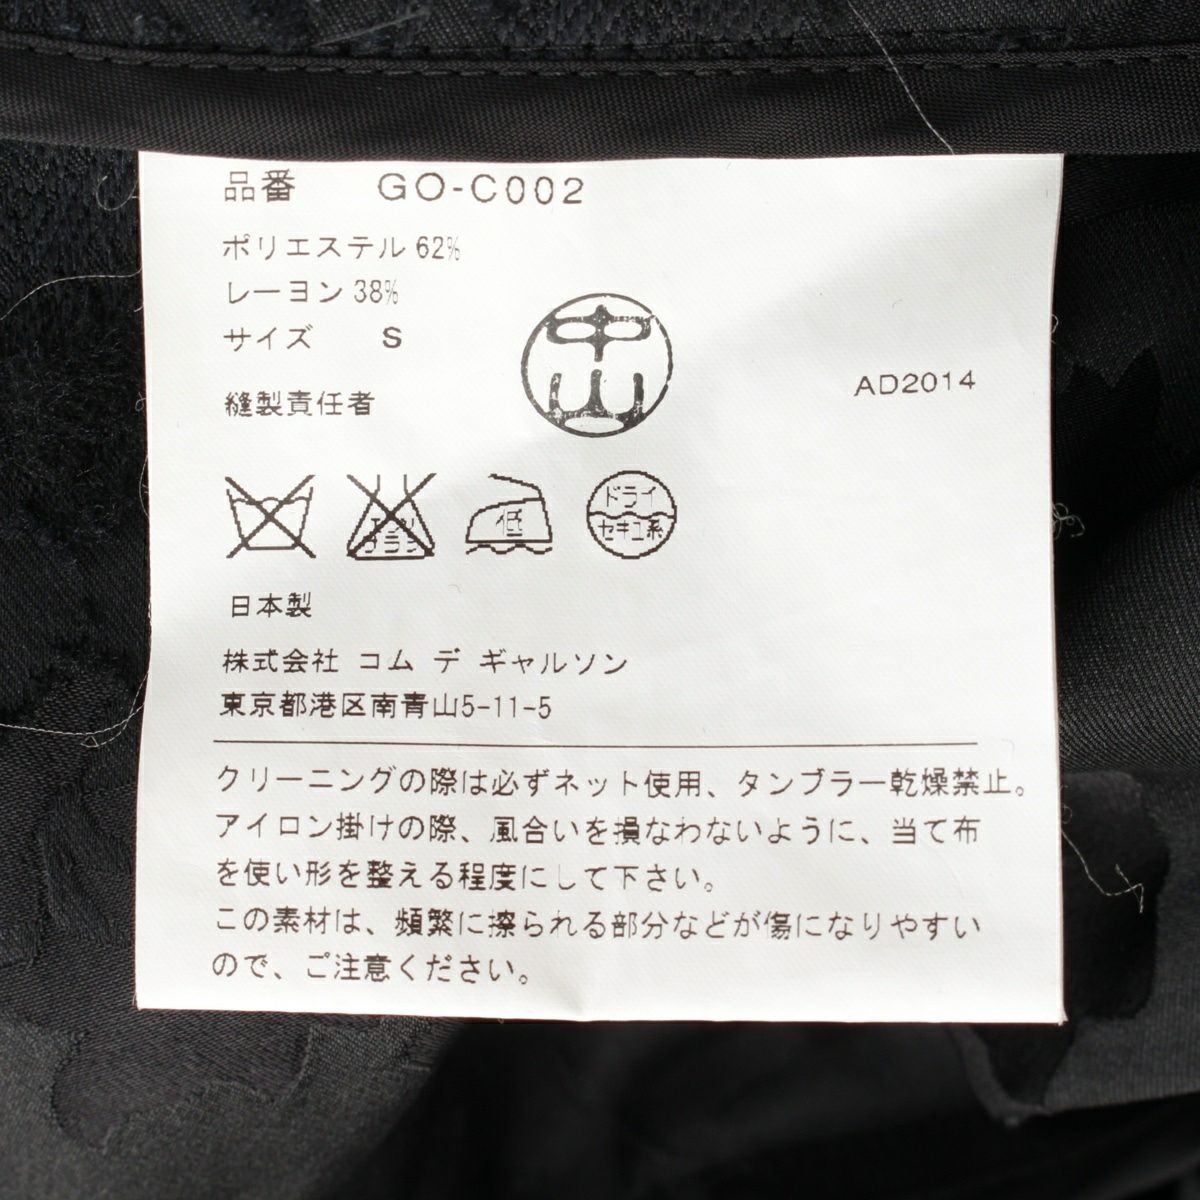 品番 GO-C002
ポリエステル 62%
レーヨン 38%
サイズ S
中山
AD2014
縫製責任者
エンソ
サラシ
低
ドライ
セキユ系
日本製
株式会社 コム デ ギャルソン
東京都港区南青山5-11-5
クリーニングの際は必ずネット使用、タンブラー乾燥禁止。
アイロン掛けの際、風合いを損なわないように、当て布
を使い形を整える程度にして下さい。
この素材は、頻繁に擦られる部分などが傷になりやすい
ので、ご注意ください。